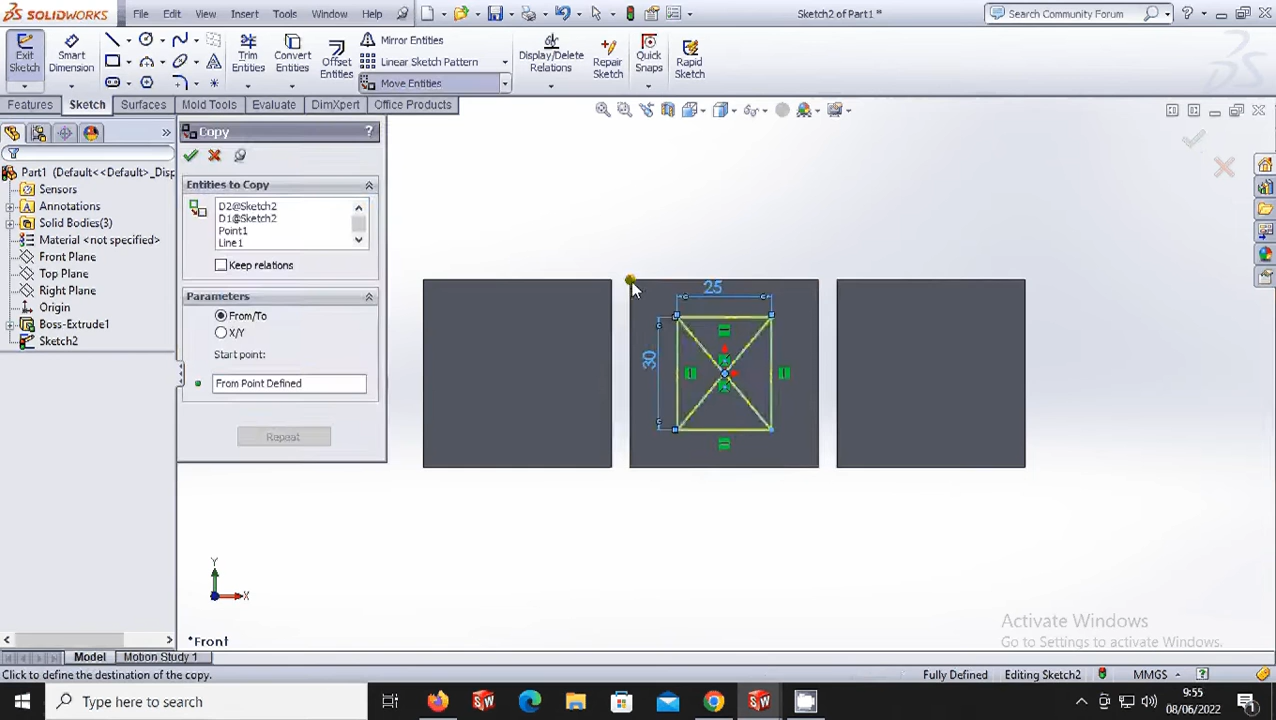 SOLIDWORKS
File
Edit
View
Insert
Tools
Window
Help
Sketch2 of Part1 *
Search Community Forum
Exit Sketch
Smart Dimension
Trim Entities
Convert Entities
Offset Entities
Mirror Entities
Linear Sketch Pattern
Move Entities
Display/Delete Relations
Repair Sketch
Quick Snaps
Rapid Sketch
Features
Sketch
Surfaces
Mold Tools
Evaluate
DimXpert
Office Products
Part1 (Default<<Default>_Disp
Sensors
Annotations
Solid Bodies(3)
Material <not specified>
Front Plane
Top Plane
Right Plane
Origin
Boss-Extrude1
Sketch2
Copy
?
Entities to Copy
D2@Sketch2
D1@Sketch2
Point1
Line1
Keep relations
Parameters
From/To
X/Y
Start point:
From Point Defined
Repeat
25
30
Y
X
*Front
Activate Windows
Go to Settings to activate Windows.
Model
Motion Study 1
Click to define the destination of the copy.
Fully Defined
Editing Sketch2
MMGS
Type here to search
9:55
08/06/2022